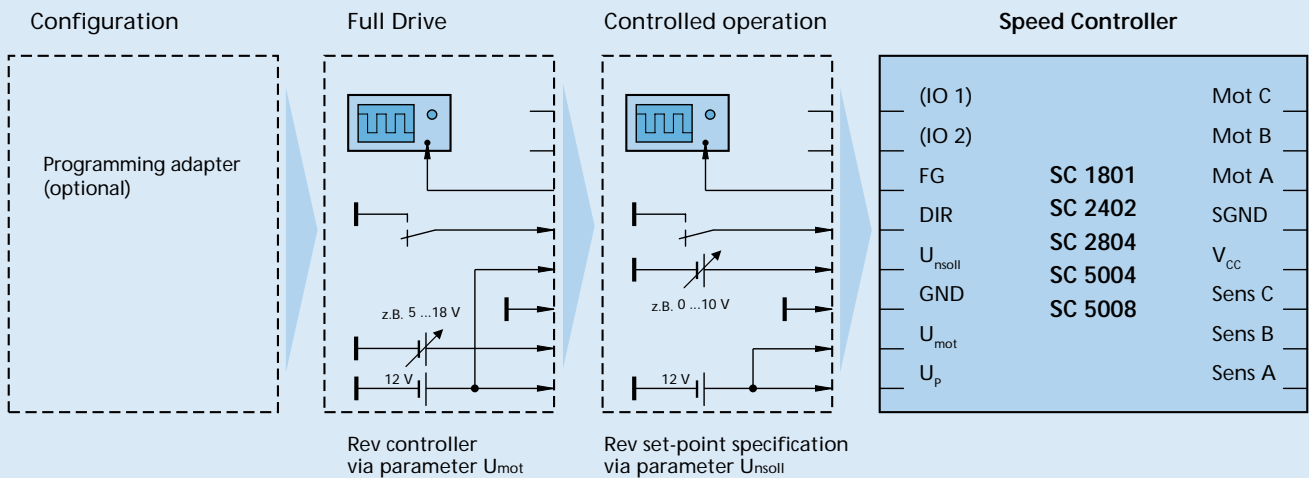 Configuration
Full Drive
Controlled operation
Speed Controller
Programming adapter
(optional)
z.B. 5 ...18 V
12 V
Rev controller
via parameter Umot
z.B. 0 ...10 V
12 V
Rev set-point specification
via parameter Unsoll
(IO 1)
(IO 2)
FG
DIR
Unsoll
GND
Umot
UP
SC 1801
SC 2402
SC 2804
SC 5004
SC 5008
Mot C
Mot B
Mot A
SGND
VCC
Sens C
Sens B
Sens A